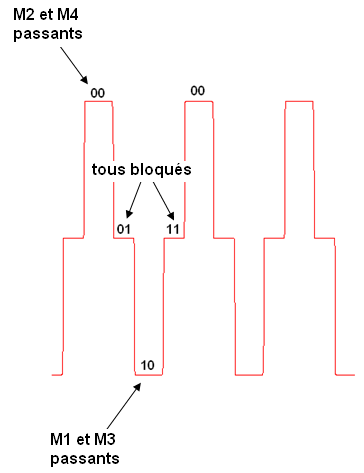 M2 et M4
passants
00
00
tous bloqués
01
11
10
M1 et M3
passants